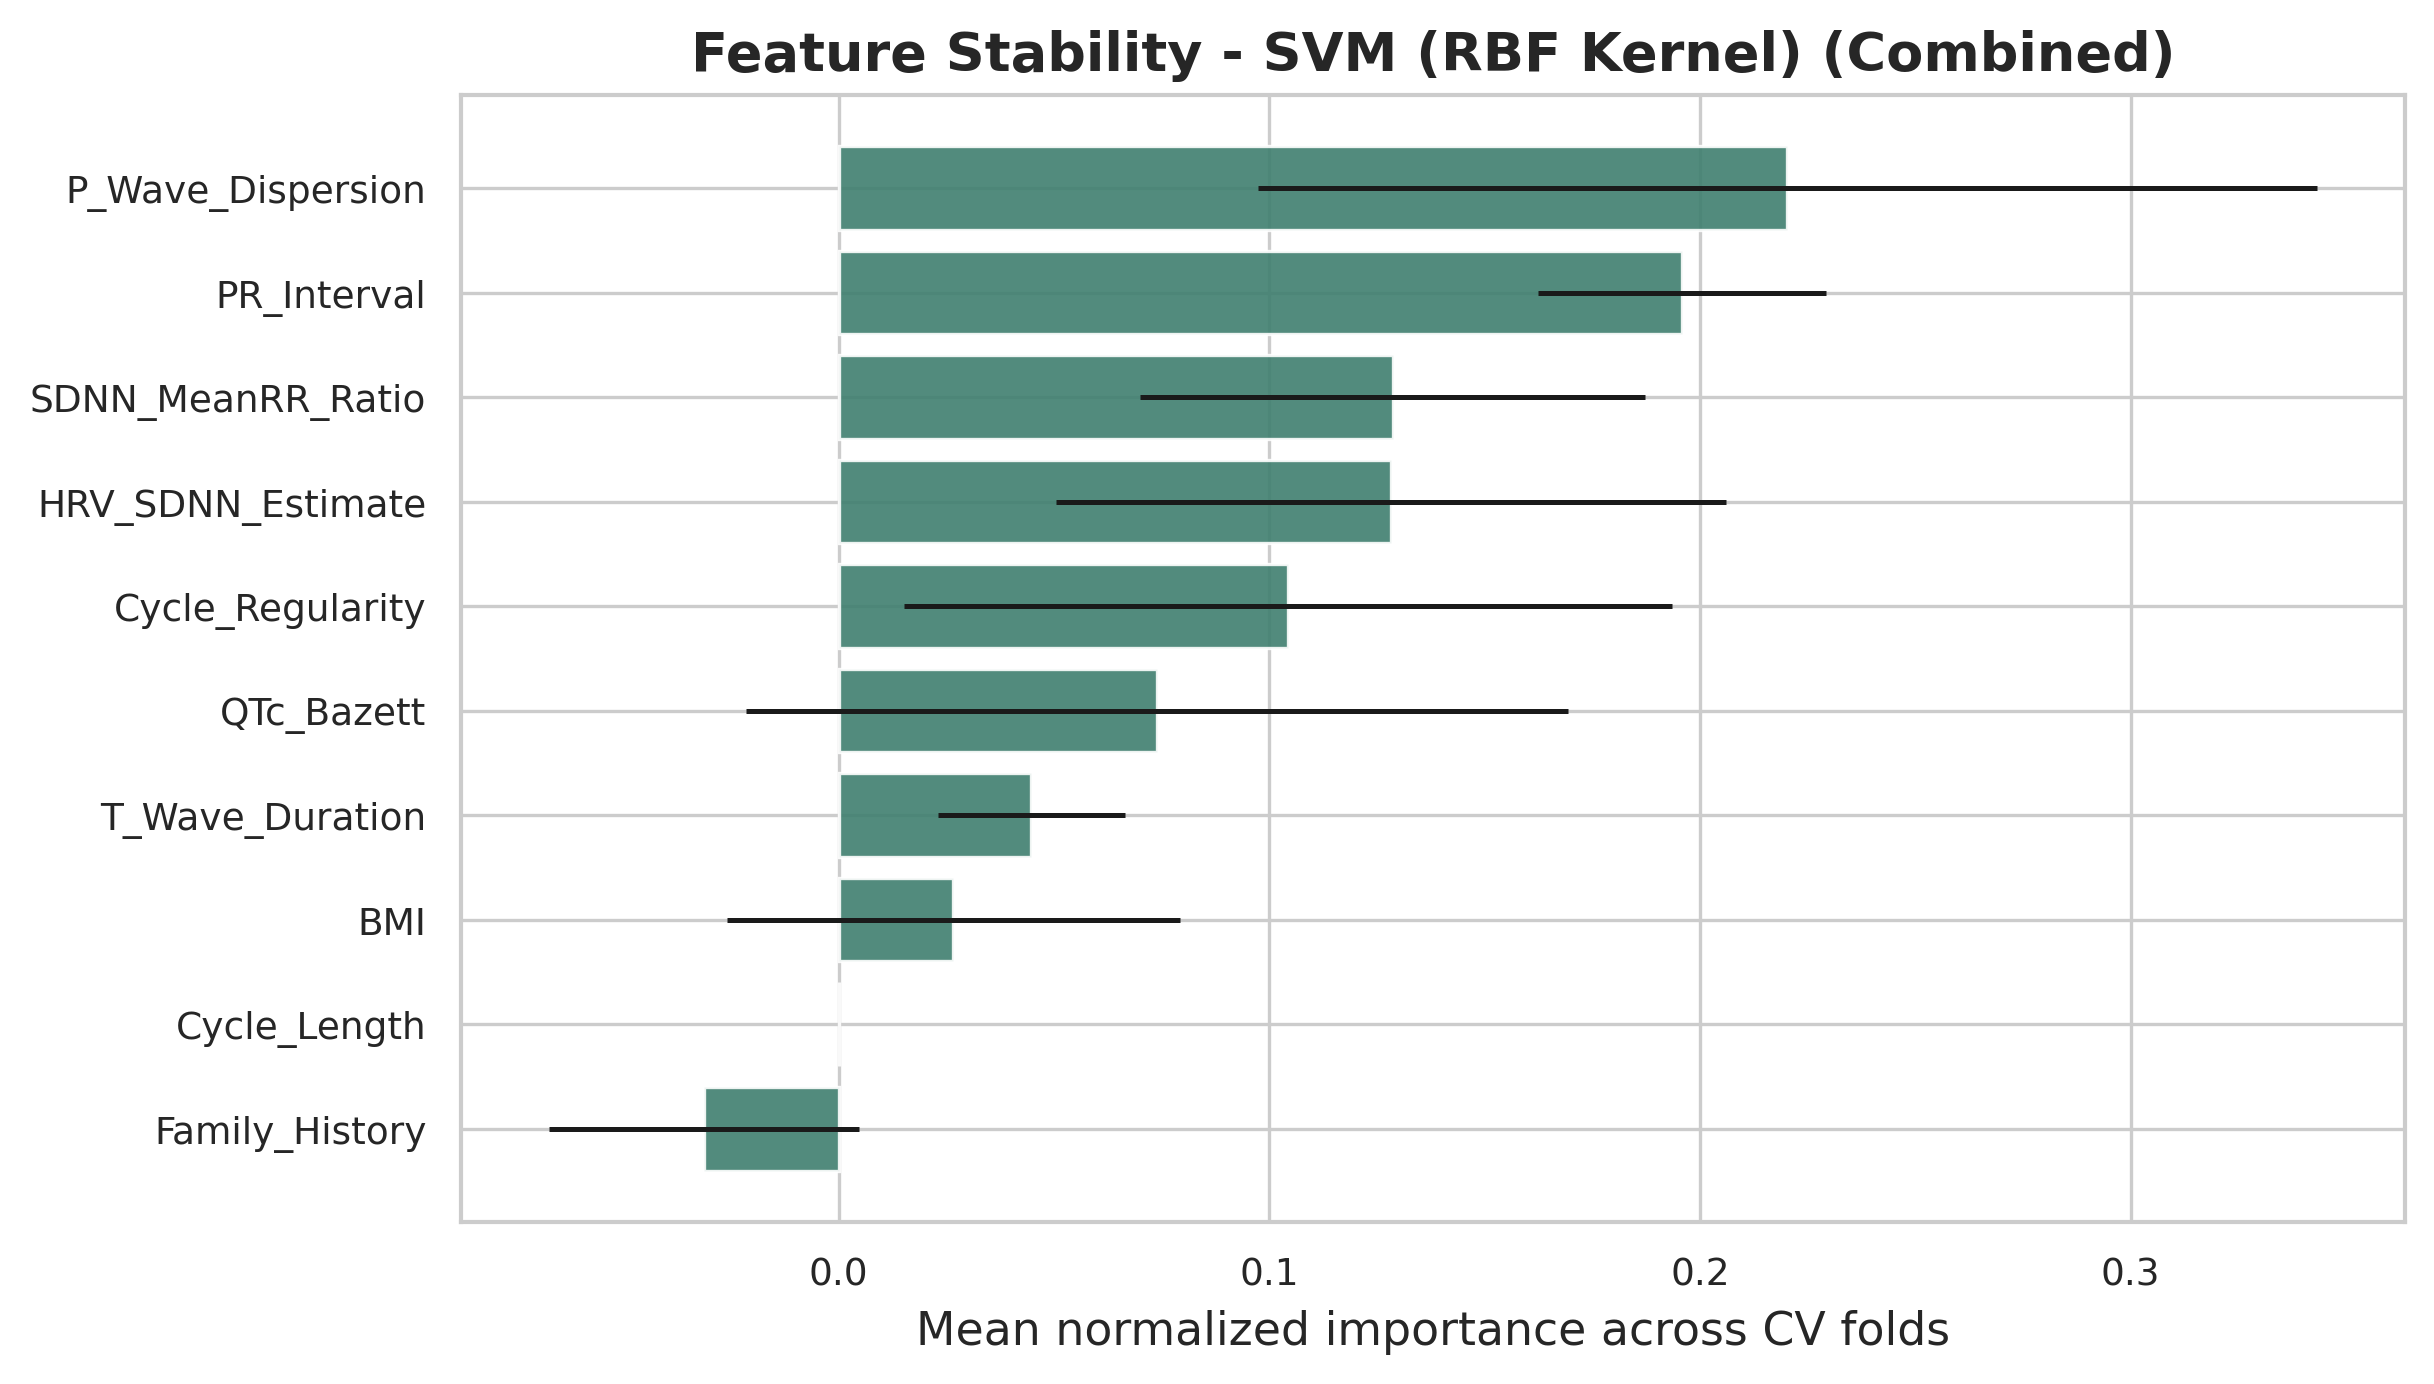 Feature Stability - SVM (RBF Kernel) (Combined)
P_Wave_Dispersion
PR_Interval
SDNN_MeanRR_Ratio
HRV_SDNN_Estimate
Cycle_Regularity
QTc_Bazett
T_Wave_Duration
BMI
Cycle_Length
Family_History
0.0 0.1 0.2 0.3
Mean normalized importance across CV folds